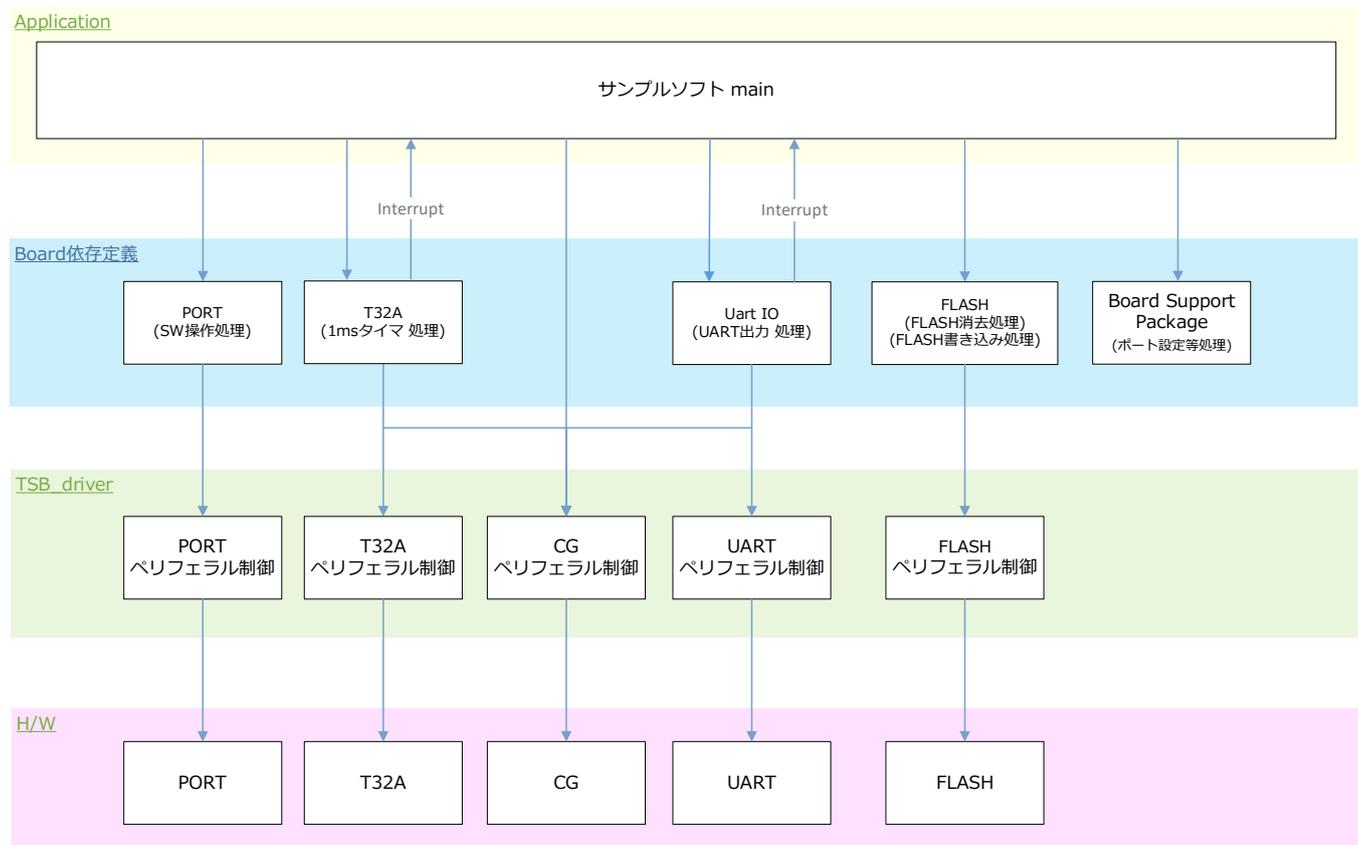 Application
サンプルソフト main
Interrupt
Interrupt
Board依存定義
PORT
(SW操作処理)
T32A
(1msタイマ 処理)
Uart IO
(UART出力 処理)
FLASH
(FLASH消去処理)
(FLASH書き込み処理)
Board Support
Package
(ポート設定等処理)
TSB_driver
PORT
ペリフェラル制御
T32A
ペリフェラル制御
CG
ペリフェラル制御
UART
ペリフェラル制御
FLASH
ペリフェラル制御
H/W
PORT
T32A
CG
UART
FLASH